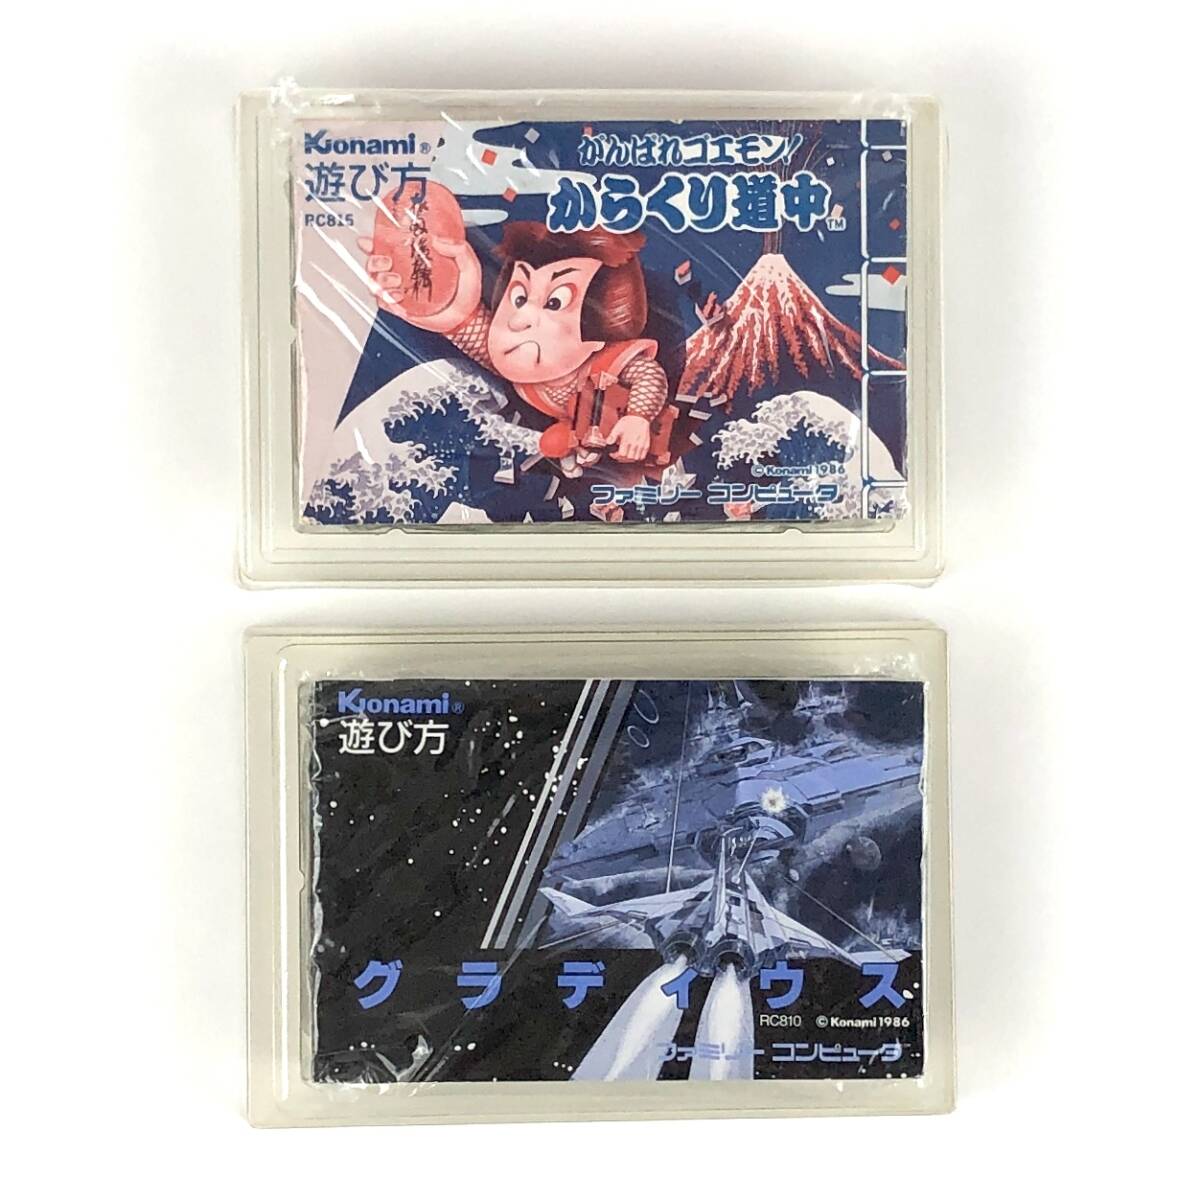 Konami®
遊び方
RC815
がんばれゴエモン!
からくり道中™
© Konami 1986
ファミリー コンピュータ
Konami®
遊び方
グラディウス
RC810 © Konami 1986
ファミリー コンピュータ